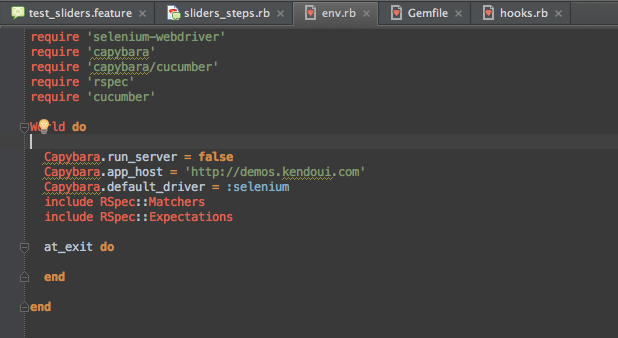 test_sliders.feature × sliders_steps.rb × env.rb × Gemfile × hooks.rb ×
require 'selenium-webdriver'
require 'capybara'
require 'capybara/cucumber'
require 'rspec'
require 'cucumber'
World do
Capybara.run_server = false
Capybara.app_host = 'http://demos.kendoui.com'
Capybara.default_driver = :selenium
include RSpec::Matchers
include RSpec::Expectations
at_exit do
end
end